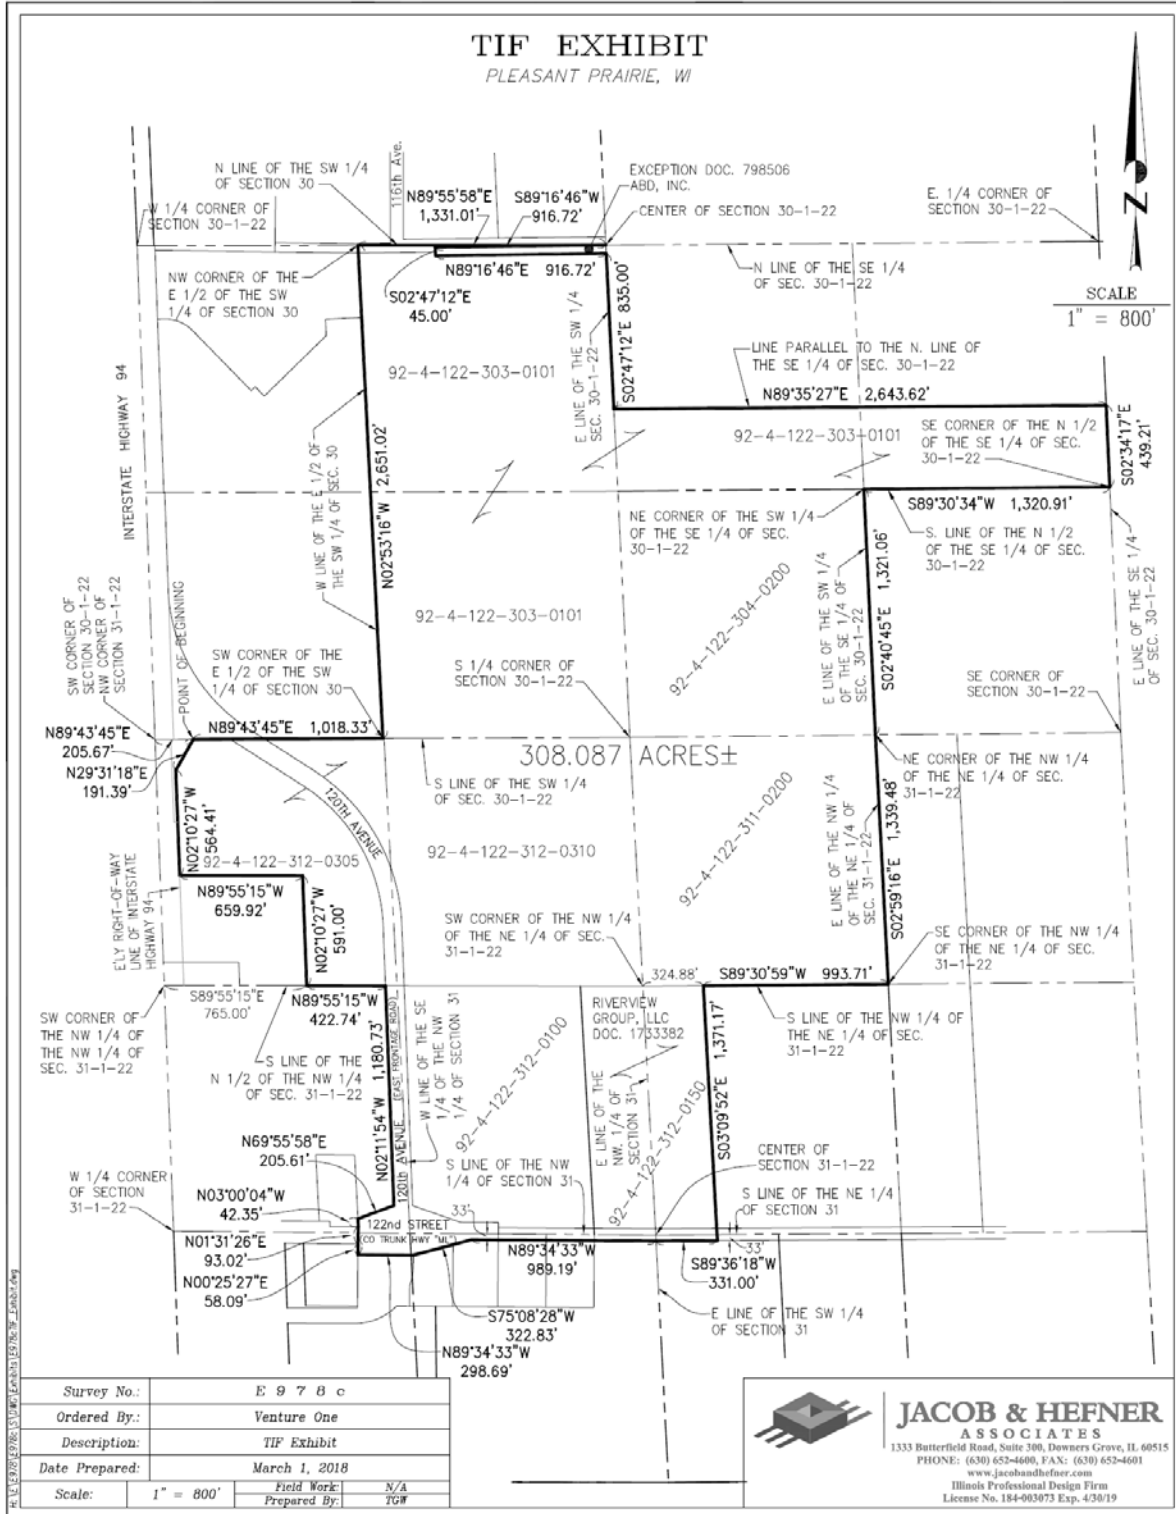 TIF EXHIBIT
PLEASANT PRAIRIE, WI
N LINE OF THE SW 1/4
OF SECTION 30
116th Ave.
N89°55'58"E
1,331.01'
S89°16'46"W
916.72'
EXCEPTION DOC. 798506
ABD, INC.
CENTER OF SECTION 30-1-22
E. 1/4 CORNER OF
SECTION 30-1-22
Z
W 1/4 CORNER OF
SECTION 30-1-22
NW CORNER OF THE
E 1/2 OF THE SW
1/4 OF SECTION 30
N89°16'46"E 916.72'
S02°47'12"E
45.00'
N LINE OF THE SE 1/4
OF SEC. 30-1-22
SCALE
1" = 800'
E LINE OF THE SW 1/4
SEC. 30-1-22
S02°47'12"E 835.00'
LINE PARALLEL TO THE N. LINE OF
THE SE 1/4 OF SEC. 30-1-22
N89°35'27"E 2,643.62'
92-4-122-303-0101
92-4-122-303-0101
SE CORNER OF THE N 1/2
OF THE SE 1/4 OF SEC.
30-1-22
S02°34'17"E
439.21'
INTERSTATE HIGHWAY 94
W LINE OF THE E 1/2 OF
THE SW 1/4 OF SEC. 30
N02°53'16"W 2,651.02'
S89°30'34"W 1,320.91'
NE CORNER OF THE SW 1/4
OF THE SE 1/4 OF SEC.
30-1-22
S. LINE OF THE N 1/2
OF THE SE 1/4 OF SEC.
30-1-22
E LINE OF THE SE 1/4
OF SEC. 30-1-22
92-4-122-303-0101
92-4-122-304-0200
E LINE OF THE SW 1/4
OF THE SE 1/4 OF
SEC. 30-1-22
S02°40'45"E 1,321.06'
SW CORNER OF
SECTION 30-1-22
NW CORNER OF
SECTION 31-1-22
POINT OF BEGINNING
SW CORNER OF THE
E 1/2 OF THE SW
1/4 OF SECTION 30
S 1/4 CORNER OF
SECTION 30-1-22
SE CORNER OF
SECTION 30-1-22
N89°43'45"E
205.67'
N89°43'45"E 1,018.33'
308.087 ACRES±
N29°31'18"E
191.39'
S LINE OF THE SW 1/4
OF SEC. 30-1-22
NE CORNER OF THE NW 1/4
OF THE NE 1/4 OF SEC.
31-1-22
N02°10'27"W
564.41'
120TH AVENUE
92-4-122-312-0305
92-4-122-312-0310
92-4-122-311-0200
E LINE OF THE NW 1/4
OF THE NE 1/4 OF
SEC. 31-1-22
S02°59'16"E 1,339.48'
N89°55'15"W
659.92'
N02°10'27"W
591.00'
E'LY RIGHT-OF-WAY
LINE OF INTERSTATE
HIGHWAY 94
SW CORNER OF THE NW 1/4
OF THE NE 1/4 OF SEC.
31-1-22
SE CORNER OF THE NW 1/4
OF THE NE 1/4 OF SEC.
31-1-22
324.88'
S89°30'59"W 993.71'
S89°55'15"E
765.00'
N89°55'15"W
422.74'
SW CORNER OF
THE NW 1/4 OF
THE NW 1/4 OF
SEC. 31-1-22
S LINE OF THE
N 1/2 OF THE NW 1/4
OF SEC. 31-1-22
N02°11'54"W 1,180.73'
120th AVENUE (EAST FRONTAGE ROAD)
W LINE OF THE SE
1/4 OF THE NW
1/4 OF SECTION 31
92-4-122-312-0100
RIVERVIEW
GROUP, LLC
DOC. 1733382
E LINE OF THE
NW. 1/4 OF
SECTION 31
92-4-122-312-0150
S03°09'52"E 1,371.17'
S LINE OF THE NW 1/4 OF
THE NE 1/4 OF SEC.
31-1-22
N69°55'58"E
205.61'
W 1/4 CORNER
OF SECTION
31-1-22
N03°00'04"W
42.35'
S LINE OF THE NW
1/4 OF SECTION 31
CENTER OF
SECTION 31-1-22
S LINE OF THE NE 1/4
OF SECTION 31
122nd STREET
(CO TRUNK HWY "ML")
33'
33'
N01°31'26"E
93.02'
N89°34'33"W
989.19'
S89°36'18"W
331.00'
N00°25'27"E
58.09'
S75°08'28"W
322.83'
E LINE OF THE SW 1/4
OF SECTION 31
N89°34'33"W
298.69'
Survey No.: E 9 7 8 c
Ordered By.: Venture One
Description: TIF Exhibit
Date Prepared: March 1, 2018
Scale: 1" = 800' Field Work: N/A
Prepared By: TGW
JACOB & HEFNER
ASSOCIATES
1333 Butterfield Road, Suite 300, Downers Grove, IL 60515
PHONE: (630) 652-4600, FAX: (630) 652-4601
www.jacobandhefner.com
Illinois Professional Design Firm
License No. 184-003073 Exp. 4/30/19